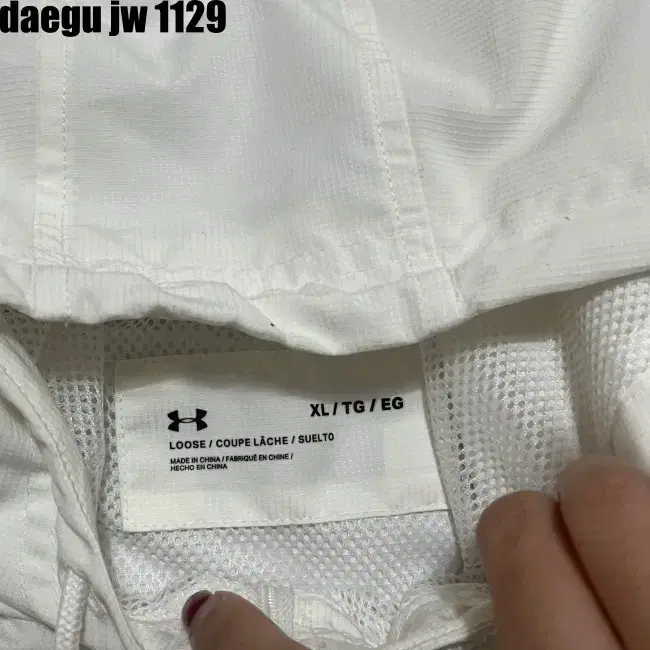 daegu jw 1129
XL / TG / EG
LOOSE / COUPE LÂCHE / SUELTO
MADE IN CHINA / FABRIQUÉ EN CHINE /
HECHO EN CHINA